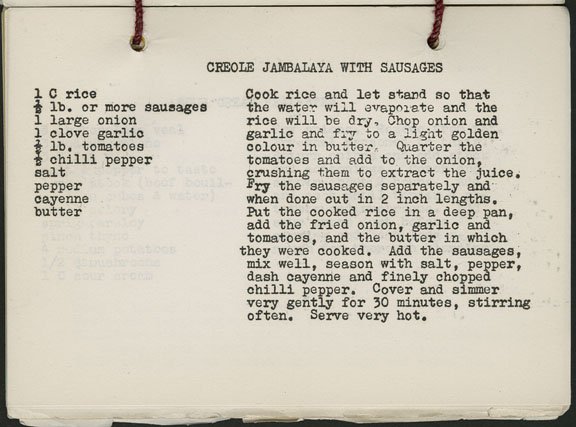 CREOLE JAMBALAYA WITH SAUSAGES
1 C rice
½ lb. or more sausages
1 large onion
1 clove garlic
½ lb. tomatoes
½ chilli pepper
salt
pepper
cayenne
butter
Cook rice and let stand so that
the water will evaporate and the
rice will be dry. Chop onion and
garlic and fry to a light golden
colour in butter. Quarter the
tomatoes and add to the onion,
crushing them to extract the juice.
Fry the sausages separately and
when done cut in 2 inch lengths.
Put the cooked rice in a deep pan,
add the fried onion, garlic and
tomatoes, and the butter in which
they were cooked. Add the sausages,
mix well, season with salt, pepper,
dash cayenne and finely chopped
chilli pepper. Cover and simmer
very gently for 30 minutes, stirring
often. Serve very hot.